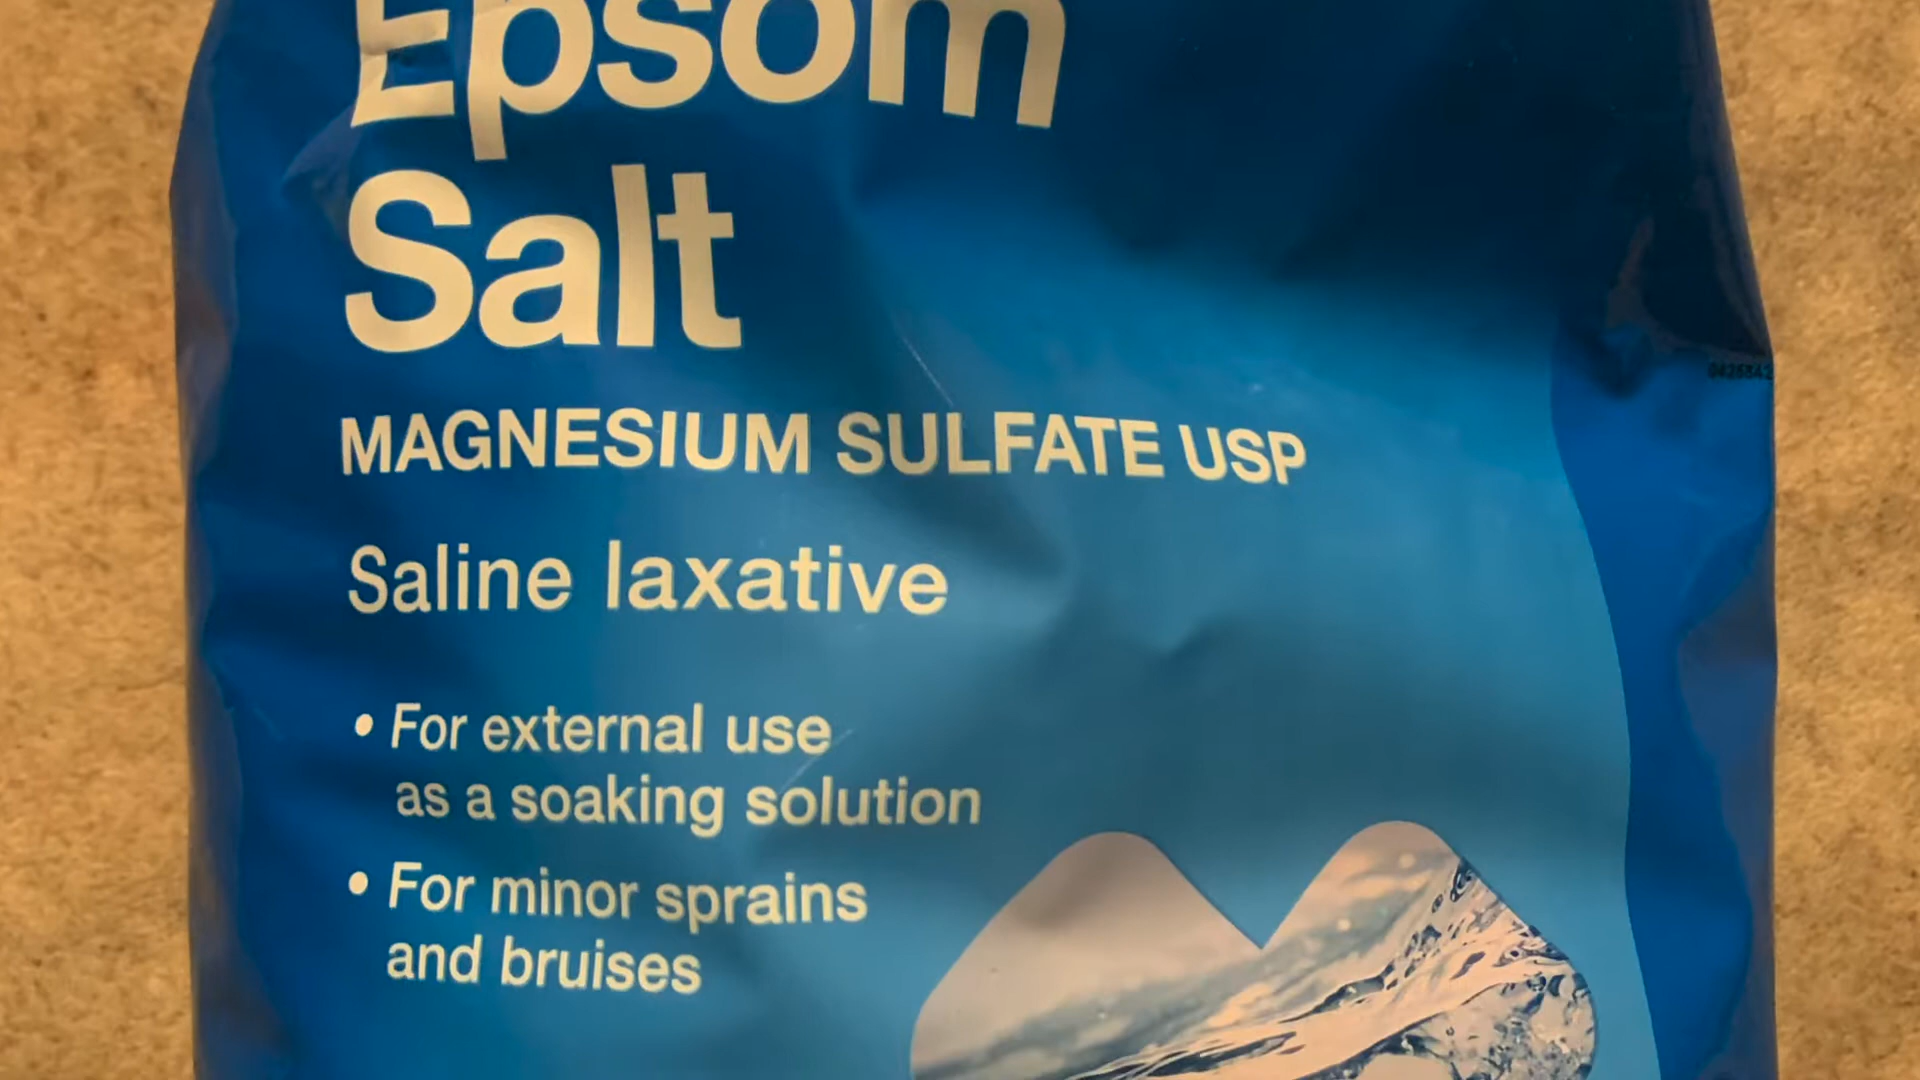 Epsom
Salt
MAGNESIUM SULFATE USP
Saline laxative
• For external use
as a soaking solution
• For minor sprains
and bruises